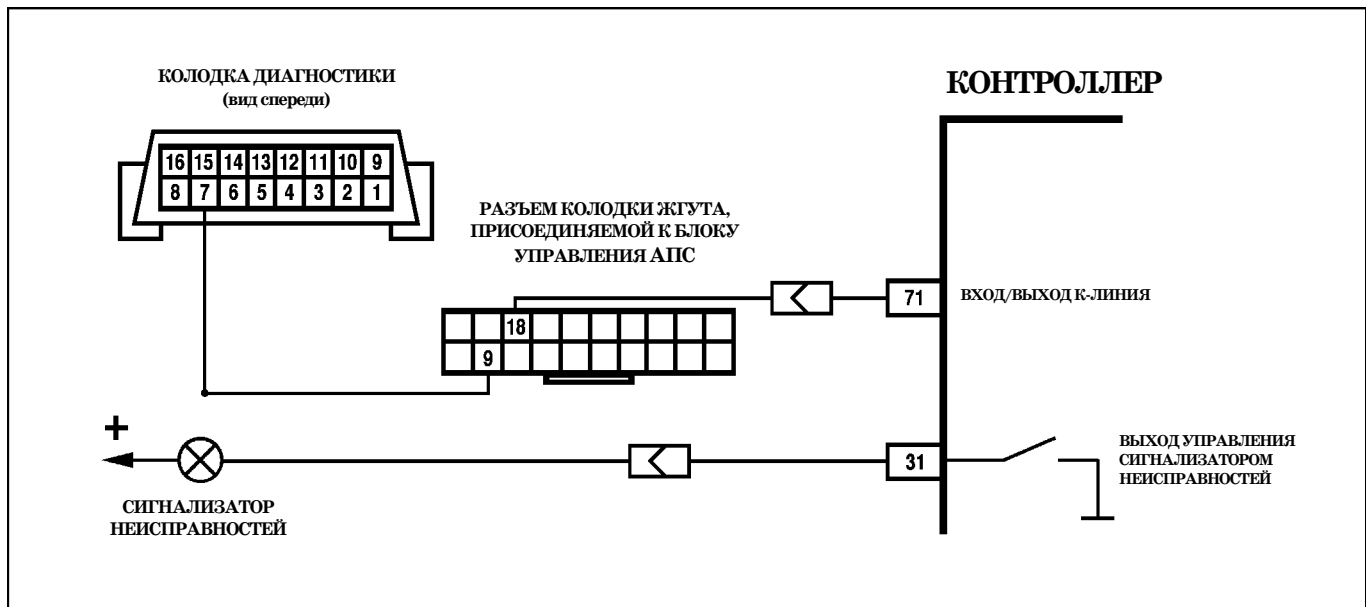 КОЛОДКА ДИАГНОСТИКИ
(вид спереди)
КОНТРОЛЛЕР
16 15 14 13 12 11 10 9
8 7 6 5 4 3 2 1
РАЗЪЕМ КОЛОДКИ ЖГУТА,
ПРИСОЕДИНЯЕМОЙ К БЛОКУ
УПРАВЛЕНИЯ АПС
71
ВХОД/ВЫХОД К-ЛИНИЯ
18
9
+
31
ВЫХОД УПРАВЛЕНИЯ
СИГНАЛИЗАТОРОМ
НЕИСПРАВНОСТЕЙ
СИГНАЛИЗАТОР
НЕИСПРАВНОСТЕЙ